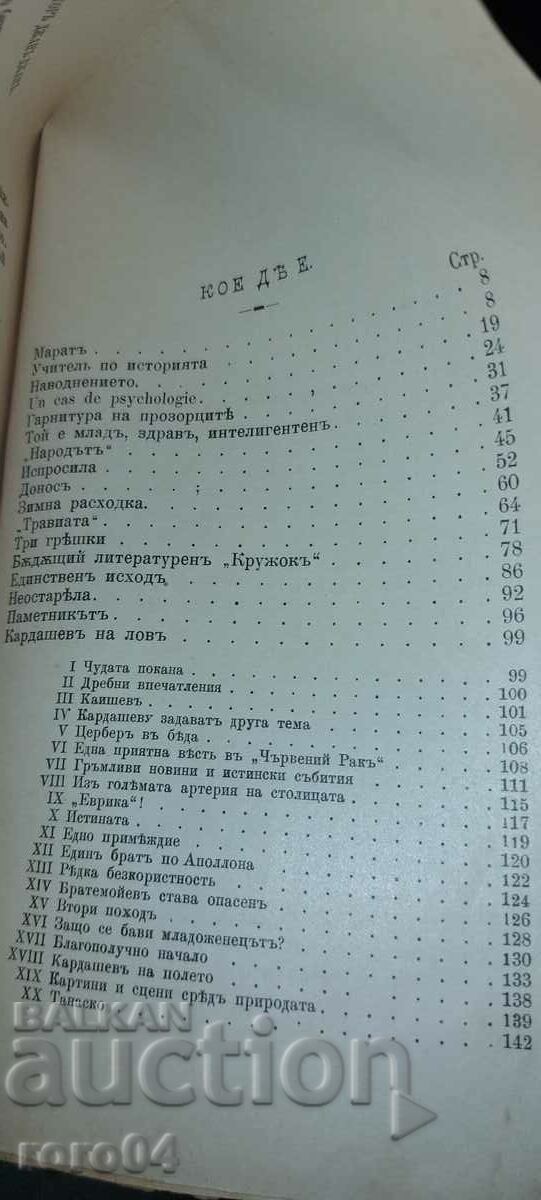 КОЕ ДѢ Е.
Стр.
Маратъ 8
Учитель по историята 8
Наводнението. 19
Un cas de psychologie. 24
Гарнитура на прозорцитѣ 31
Той е младъ, здравъ, интелигентенъ 37
„Народътъ“ 41
Испросила 45
Доносъ 52
Зимна расходка. 60
„Травиата“ 64
Три грѣшки 71
Бѫдѫщий литературенъ „Кружокъ“ 78
Единственъ исходъ 86
Неостарѣла. 92
Паметникътъ. 96
Кардашевъ на ловъ 99
I Чудата покана 99
II Дребни впечатления 100
III Каишевъ 101
IV Кардашеву задаватъ друга тема 105
V Церберъ въ бѣда 106
VI Една приятна вѣсть въ „Чървений Ракъ“ 108
VII Гръмливи новини и истински събития 111
VIII Изъ голѣмата артерия на столицата 115
IX „Еврика“! 117
X Истината 119
XI Едно примѣждие 120
XII Единъ братъ по Аполлона 122
XIII Рѣдка безкористность 124
XIV Братемойевъ става опасенъ 126
XV Втори походъ 128
XVI Защо се бави младоженецътъ? 130
XVII Благополучно начало 133
XVIII Кардашевъ на полето 138
XIX Картини и сцени срѣдъ природата 139
XX Танаско 142
BALKAN
auction
roro04